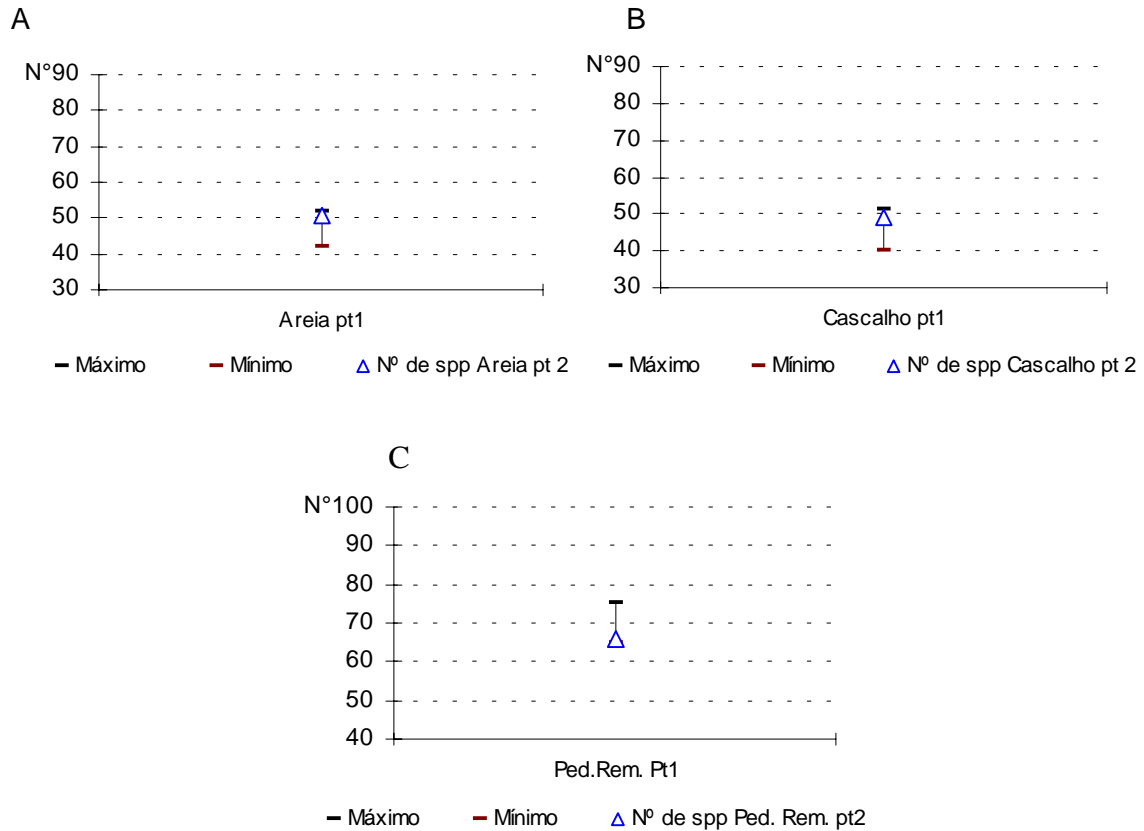 A
N°90
80
70
60
50
40
30
Areia pt1
Máximo Mínimo Nº de spp Areia pt 2
B
N°90
80
70
60
50
40
30
Cascalho pt1
Máximo Mínimo Nº de spp Cascalho pt 2
C
N°100
90
80
70
60
50
40
Ped.Rem. Pt1
Máximo Mínimo Nº de spp Ped. Rem. pt2